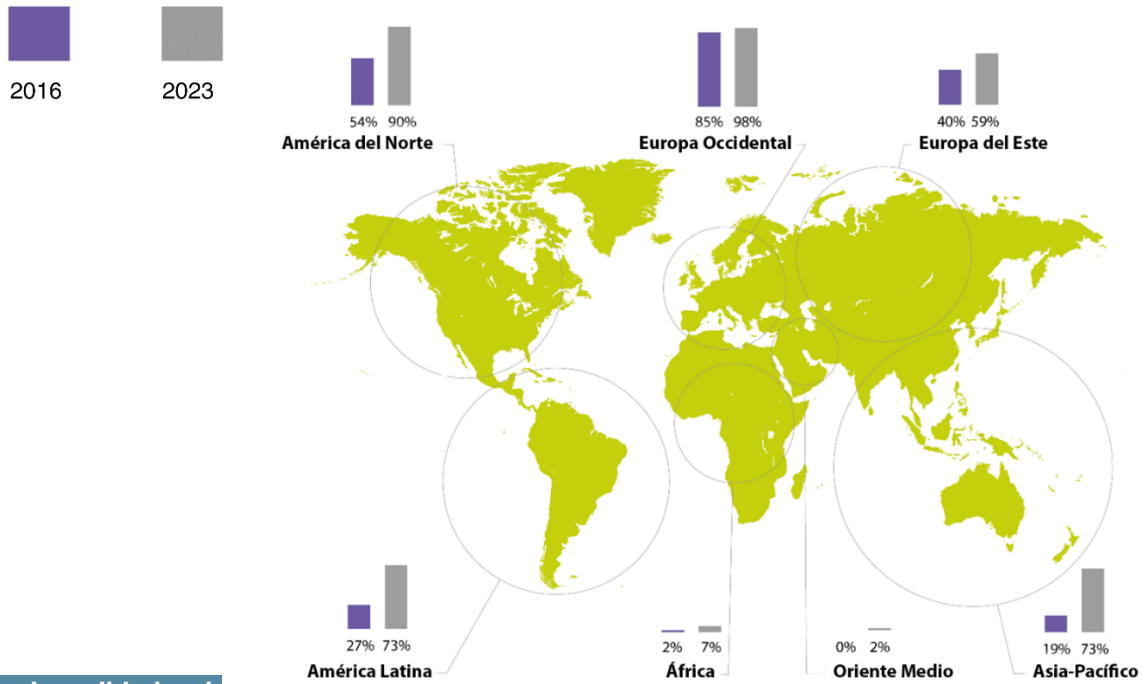 2016 2023
54% 90%
América del Norte
85% 98%
Europa Occidental
40% 59%
Europa del Este
27% 73%
América Latina
2% 7%
África
0% 2%
Oriente Medio
19% 73%
Asia-Pacífico